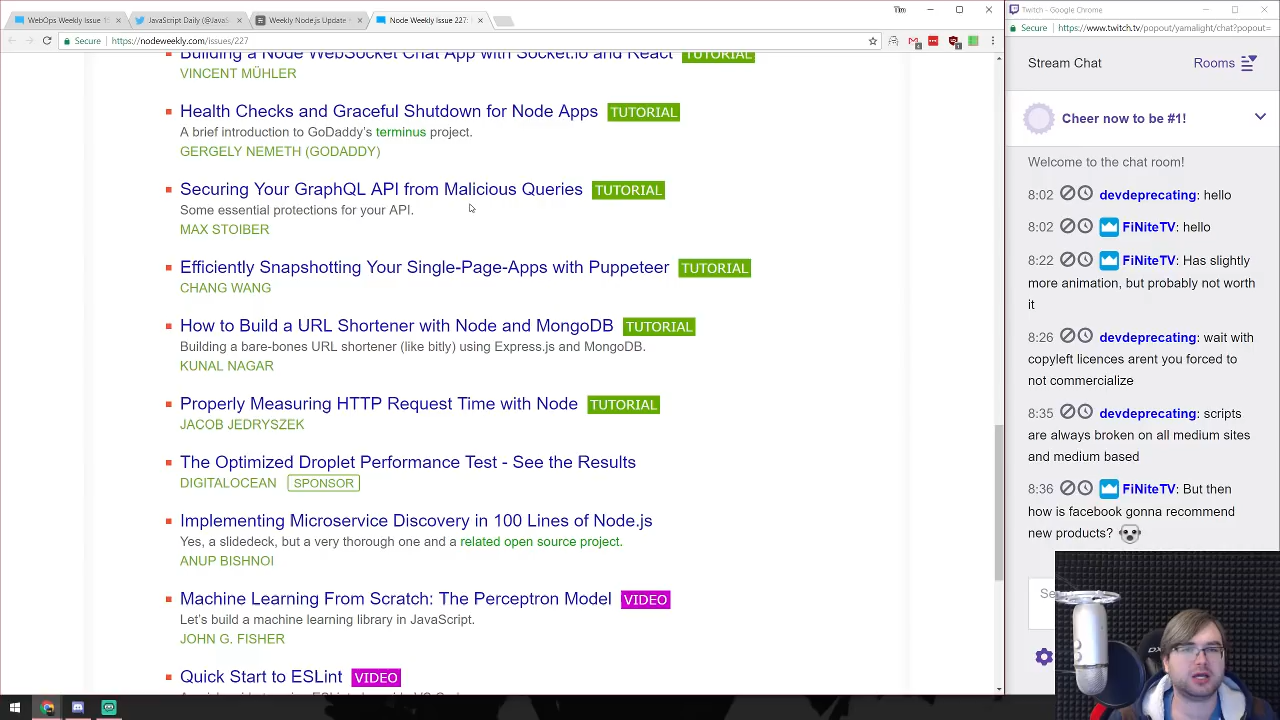 WebOps Weekly Issue 1
JavaScript Daily (@JavaS
Weekly Node.js Update -
Node Weekly Issue 227:
Tim
Twitch - Google Chrome
Secure
https://nodeweekly.com/issues/227
Secure
https://www.twitch.tv/popout/yamalight/chat?popout=
Building a Node WebSocket Chat App with Socket.io and React TUTORIAL
VINCENT MÜHLER
Health Checks and Graceful Shutdown for Node Apps TUTORIAL
A brief introduction to GoDaddy's terminus project.
GERGELY NEMETH (GODADDY)
Securing Your GraphQL API from Malicious Queries TUTORIAL
Some essential protections for your API.
MAX STOIBER
Efficiently Snapshotting Your Single-Page-Apps with Puppeteer TUTORIAL
CHANG WANG
How to Build a URL Shortener with Node and MongoDB TUTORIAL
Building a bare-bones URL shortener (like bitly) using Express.js and MongoDB.
KUNAL NAGAR
Properly Measuring HTTP Request Time with Node TUTORIAL
JACOB JEDRYSZEK
The Optimized Droplet Performance Test - See the Results
DIGITALOCEAN SPONSOR
Implementing Microservice Discovery in 100 Lines of Node.js
Yes, a slidedeck, but a very thorough one and a related open source project.
ANUP BISHNOI
Machine Learning From Scratch: The Perceptron Model VIDEO
Let's build a machine learning library in JavaScript.
JOHN G. FISHER
Quick Start to ESLint VIDEO
Stream Chat
Rooms
Cheer now to be #1!
Welcome to the chat room!
8:02 devdeprecating: hello
8:02 FiNiteTV: hello
8:22 FiNiteTV: Has slightly
more animation, but probably not worth
it
8:26 devdeprecating: wait with
copyleft licences arent you forced to
not commercialize
8:35 devdeprecating: scripts
are always broken on all medium sites
and medium based
8:36 FiNiteTV: But then
how is facebook gonna recommend
new products?
Se